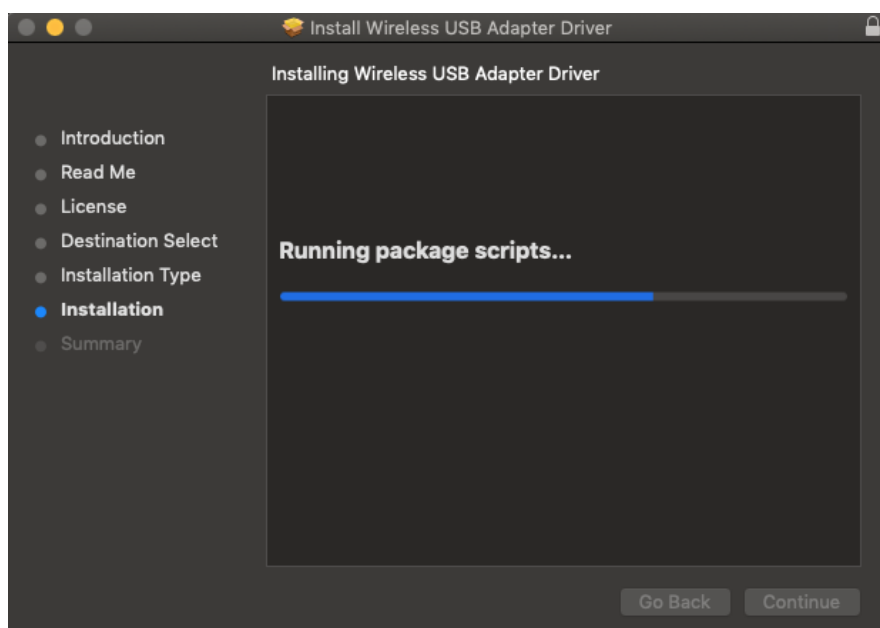 Install Wireless USB Adapter Driver
Installing Wireless USB Adapter Driver
Introduction
Read Me
License
Destination Select
Installation Type
Installation
Summary
Running package scripts...
Go Back
Continue